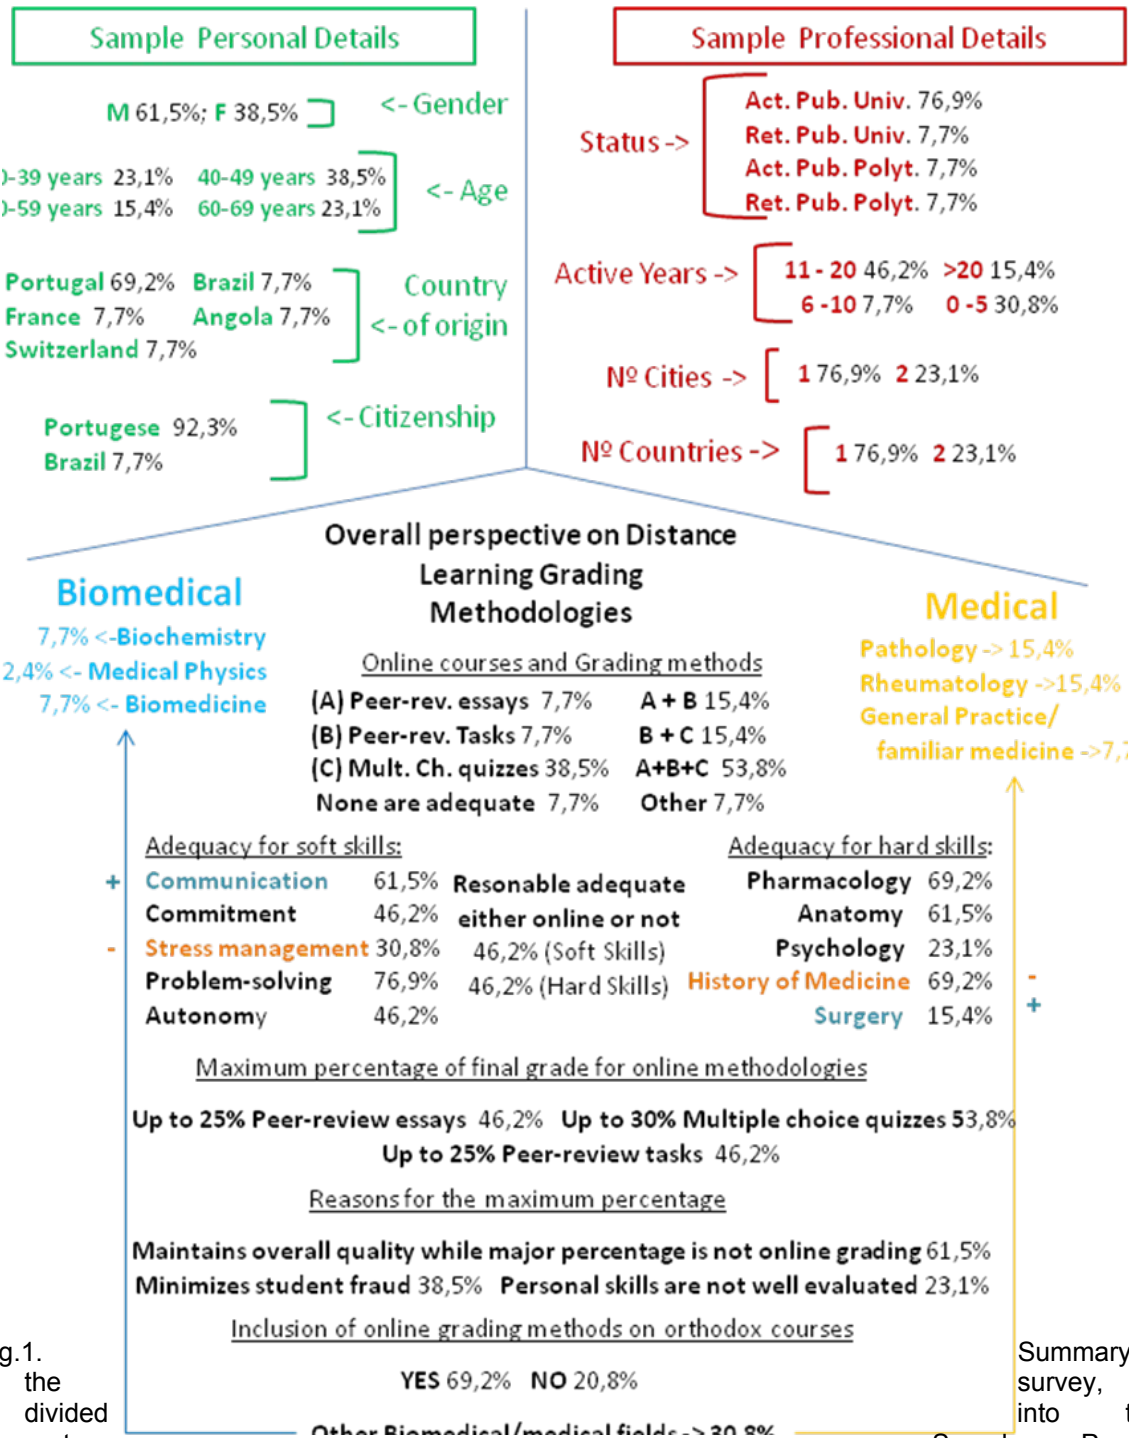 Sample Personal Details
Sample Professional Details
M 61,5%; F 38,5% <- Gender
0-39 years 23,1% 40-49 years 38,5%
0-59 years 15,4% 60-69 years 23,1%
<- Age
Portugal 69,2% Brazil 7,7%
France 7,7% Angola 7,7%
Switzerland 7,7%
Country
<- of origin
Portugese 92,3%
Brazil 7,7%
<- Citizenship
Status ->
Act. Pub. Univ. 76,9%
Ret. Pub. Univ. 7,7%
Act. Pub. Polyt. 7,7%
Ret. Pub. Polyt. 7,7%
Active Years ->
11 - 20 46,2% >20 15,4%
6 -10 7,7% 0 -5 30,8%
Nº Cities -> 1 76,9% 2 23,1%
Nº Countries -> 1 76,9% 2 23,1%
Overall perspective on Distance
Learning Grading
Methodologies
Biomedical
7,7% <-Biochemistry
2,4% <- Medical Physics
7,7% <- Biomedicine
Medical
Pathology -> 15,4%
Rheumatology ->15,4%
General Practice/
familiar medicine ->7,7
Online courses and Grading methods
(A) Peer-rev. essays 7,7% A + B 15,4%
(B) Peer-rev. Tasks 7,7% B + C 15,4%
(C) Mult. Ch. quizzes 38,5% A+B+C 53,8%
None are adequate 7,7% Other 7,7%
Adequacy for soft skills:
+ Communication 61,5%
Commitment 46,2%
- Stress management 30,8%
Problem-solving 76,9%
Autonomy 46,2%
Resonable adequate
either online or not
46,2% (Soft Skills)
46,2% (Hard Skills)
Adequacy for hard skills:
Pharmacology 69,2%
Anatomy 61,5%
Psychology 23,1%
History of Medicine 69,2% -
Surgery 15,4% +
Maximum percentage of final grade for online methodologies
Up to 25% Peer-review essays 46,2% Up to 30% Multiple choice quizzes 53,8%
Up to 25% Peer-review tasks 46,2%
Reasons for the maximum percentage
Maintains overall quality while major percentage is not online grading 61,5%
Minimizes student fraud 38,5% Personal skills are not well evaluated 23,1%
Inclusion of online grading methods on orthodox courses
YES 69,2% NO 20,8%
Other Biomedical/medical fields -> 30,8%
g.1. Summary
the survey,
divided into